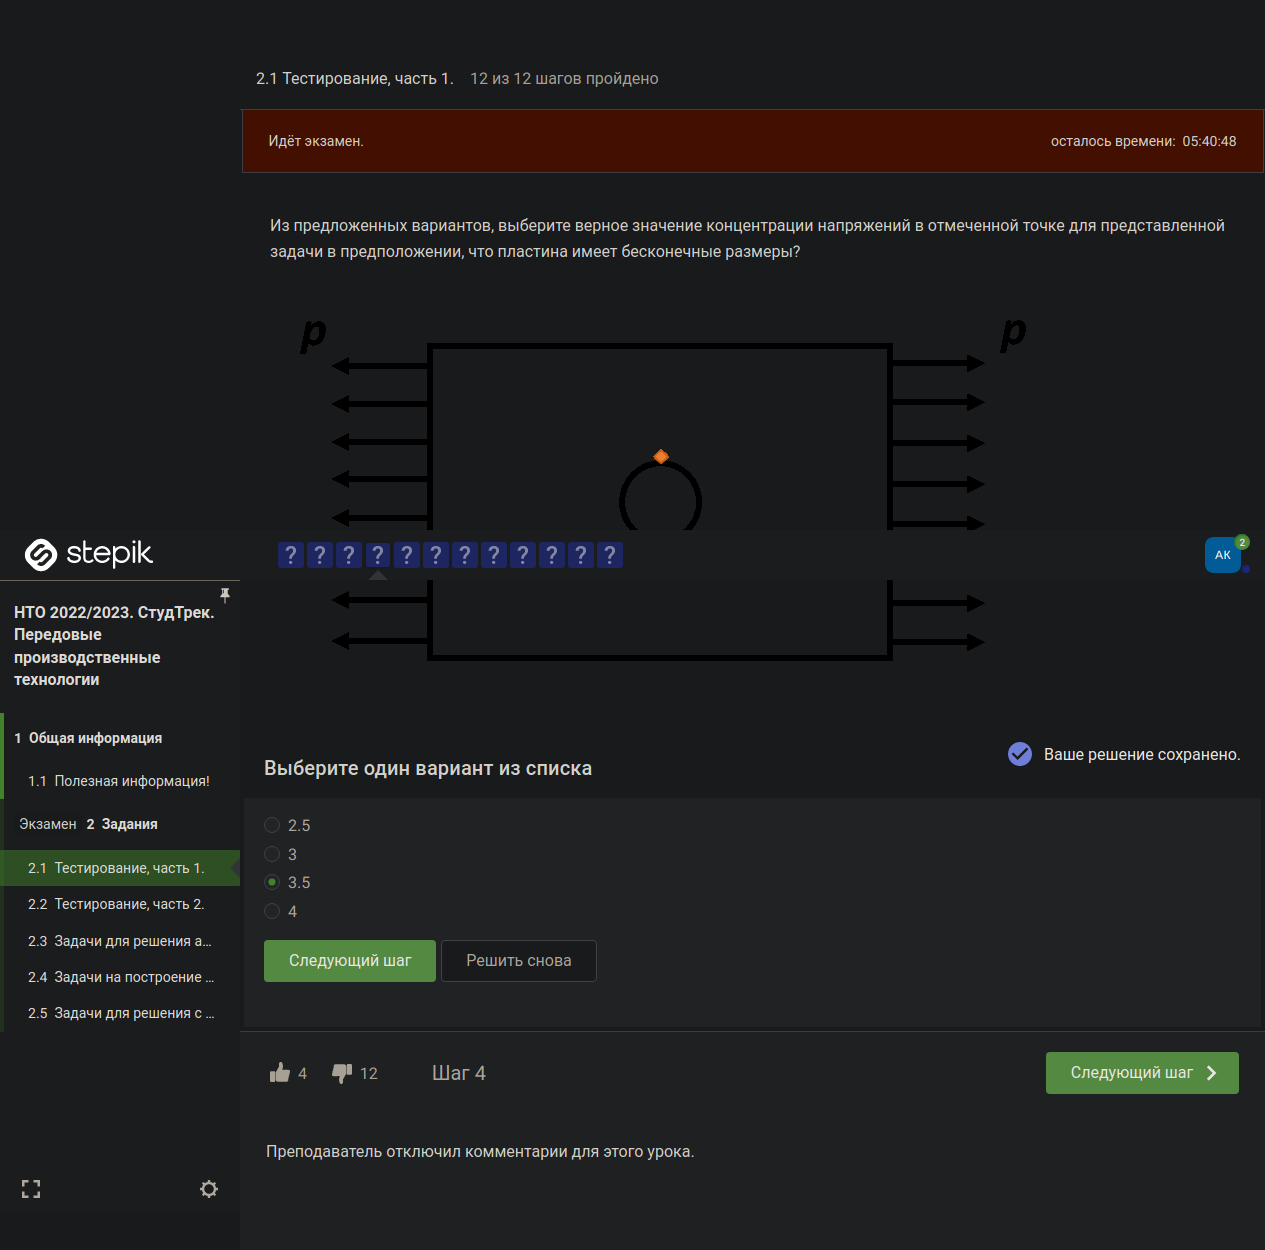 2.1 Тестирование, часть 1. 12 из 12 шагов пройдено
Идёт экзамен.
осталось времени: 05:40:48
Из предложенных вариантов, выберите верное значение концентрации напряжений в отмеченной точке для представленной
задачи в предположении, что пластина имеет бесконечные размеры?
p
p
stepik
? ? ? ? ? ? ? ? ? ? ? ?
АК
2
НТО 2022/2023. СтудТрек.
Передовые
производственные
технологии
1 Общая информация
1.1 Полезная информация!
Экзамен 2 Задания
2.1 Тестирование, часть 1.
2.2 Тестирование, часть 2.
2.3 Задачи для решения а...
2.4 Задачи на построение ...
2.5 Задачи для решения с ...
Выберите один вариант из списка
Ваше решение сохранено.
2.5
3
3.5
4
Следующий шаг
Решить снова
4
12
Шаг 4
Следующий шаг
Преподаватель отключил комментарии для этого урока.